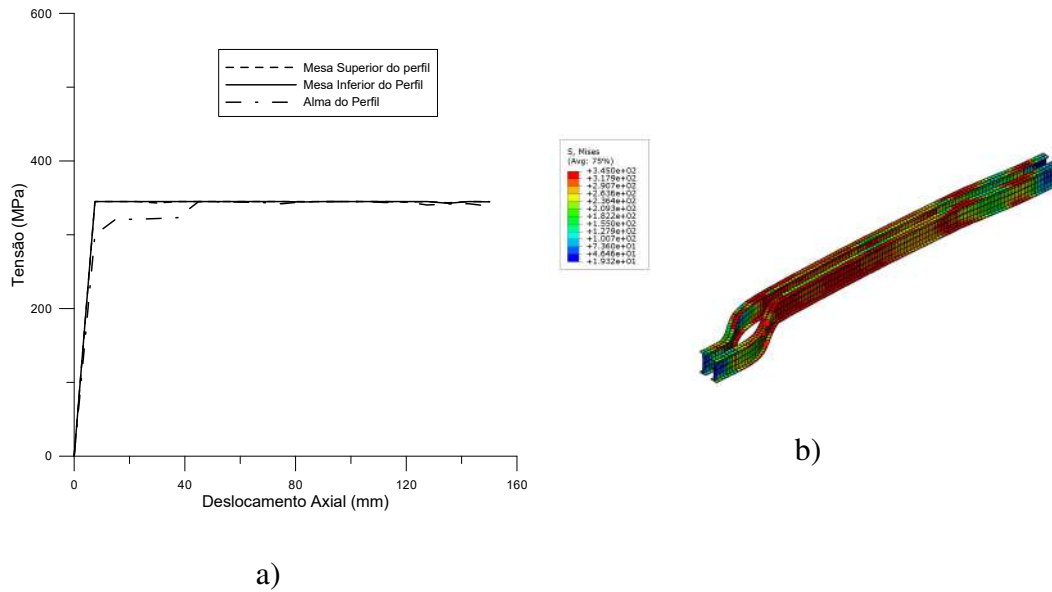 600
400
200
0
Tensão (MPa)
Mesa Superior do perfil
Mesa Inferior do Perfil
Alma do Perfil
0
40
80
120
160
Deslocamento Axial (mm)
a)
S, Mises
(Avg: 75%)
+3.450e+02
+3.179e+02
+2.907e+02
+2.636e+02
+2.364e+02
+2.093e+02
+1.822e+02
+1.550e+02
+1.279e+02
+1.007e+02
+7.360e+01
+4.646e+01
+1.932e+01
b)